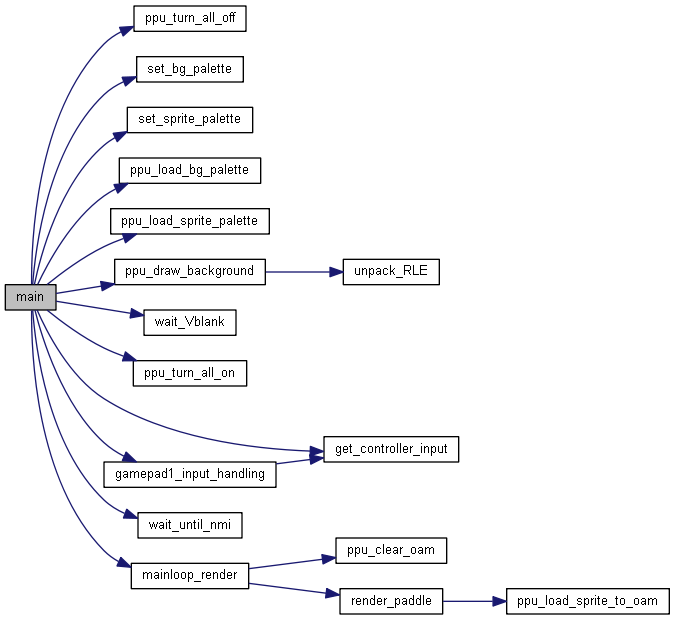 ppu_turn_all_off
set_bg_palette
set_sprite_palette
ppu_load_bg_palette
ppu_load_sprite_palette
ppu_draw_background
unpack_RLE
main
wait_Vblank
ppu_turn_all_on
get_controller_input
gamepad1_input_handling
wait_until_nmi
ppu_clear_oam
mainloop_render
render_paddle
ppu_load_sprite_to_oam